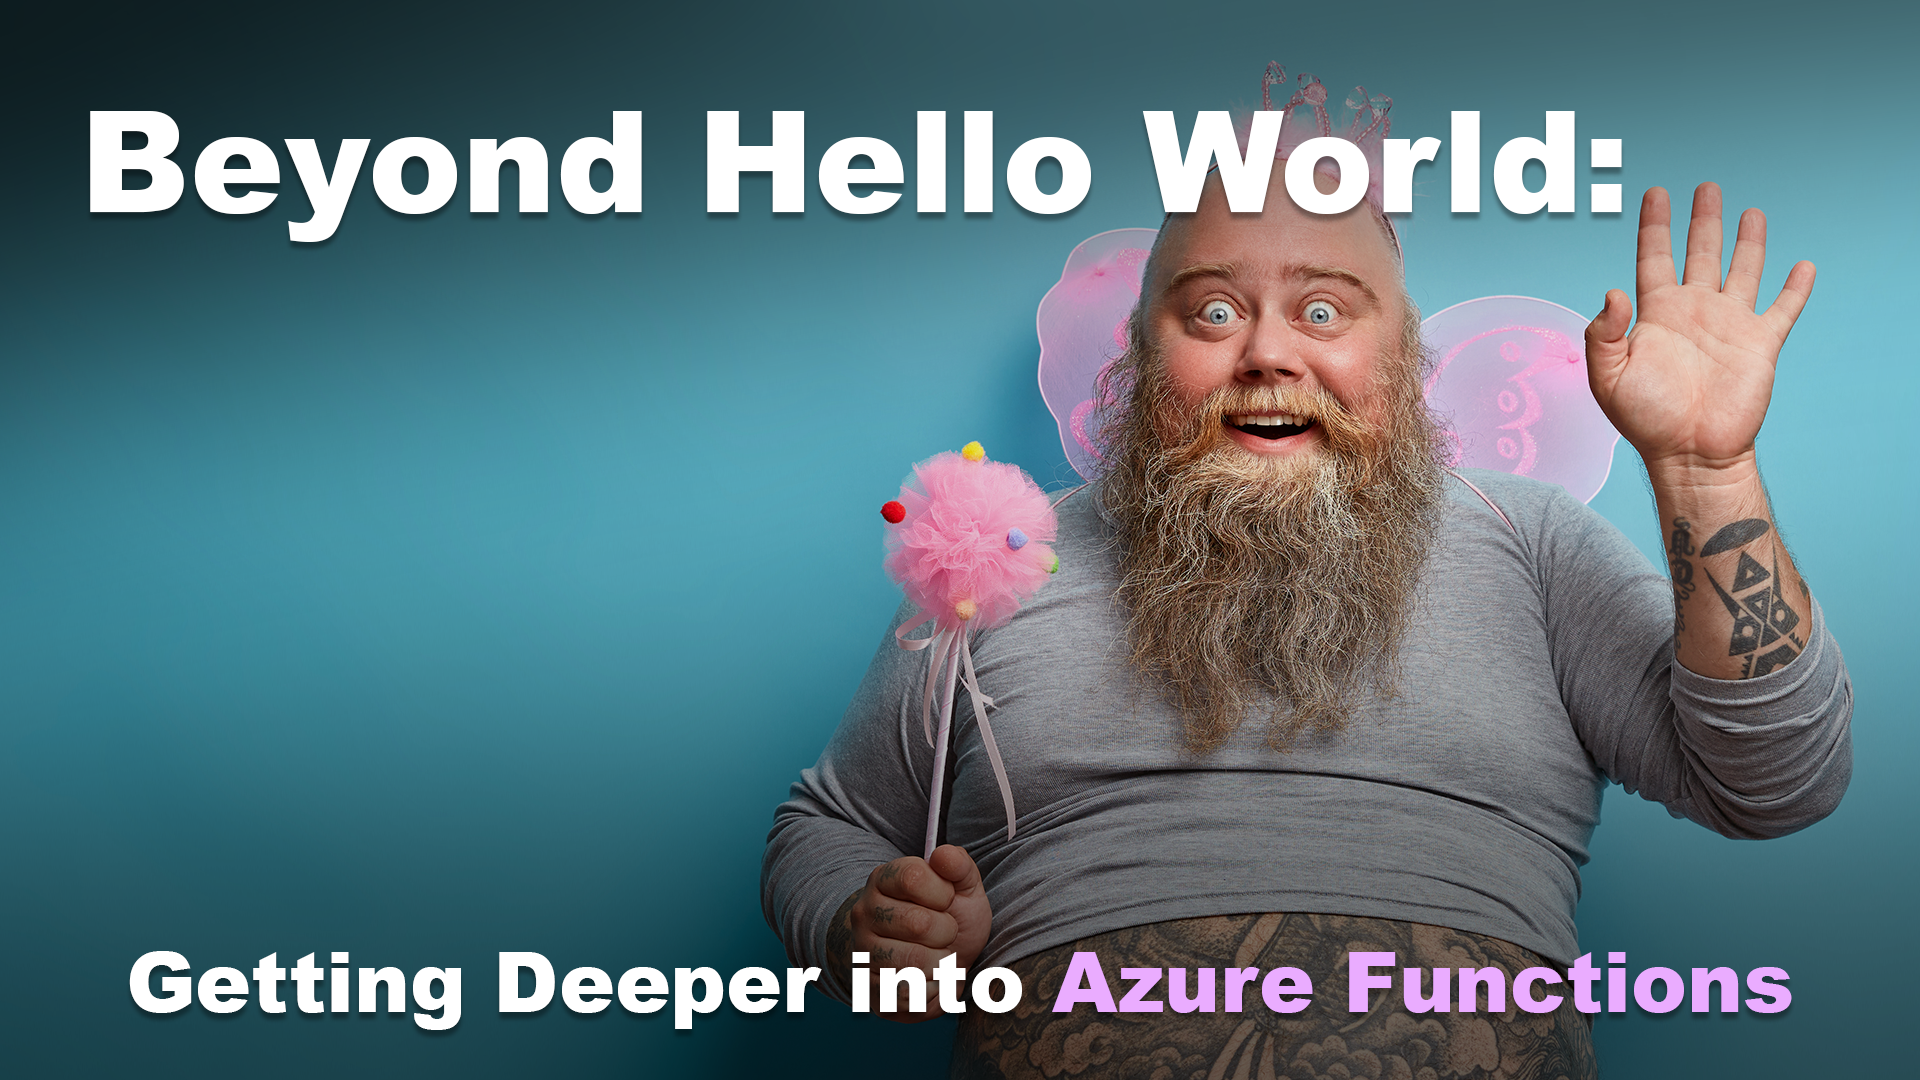 Beyond Hello World:
Getting Deeper into Azure Functions